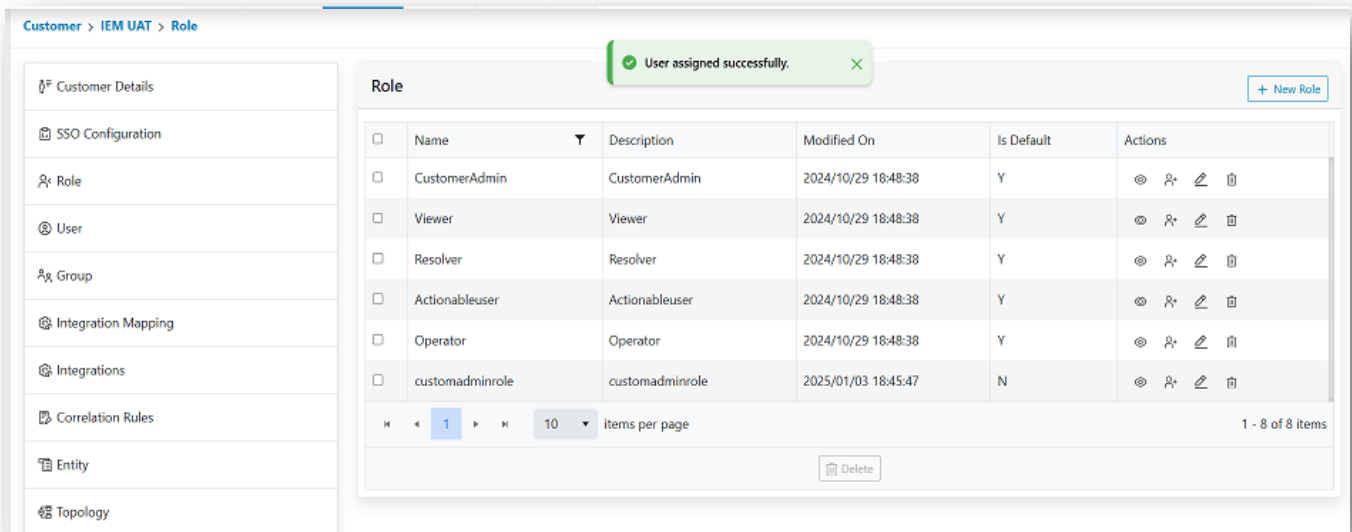 Customer > IEM UAT > Role
User assigned successfully.
Customer Details
SSO Configuration
Role
User
Group
Integration Mapping
Integrations
Correlation Rules
Entity
Topology
Role
+ New Role
Name Description Modified On Is Default Actions
CustomerAdmin CustomerAdmin 2024/10/29 18:48:38 Y
Viewer Viewer 2024/10/29 18:48:38 Y
Resolver Resolver 2024/10/29 18:48:38 Y
Actionableuser Actionableuser 2024/10/29 18:48:38 Y
Operator Operator 2024/10/29 18:48:38 Y
customadminrole customadminrole 2025/01/03 18:45:47 N
1 10 items per page 1 - 8 of 8 items
Delete